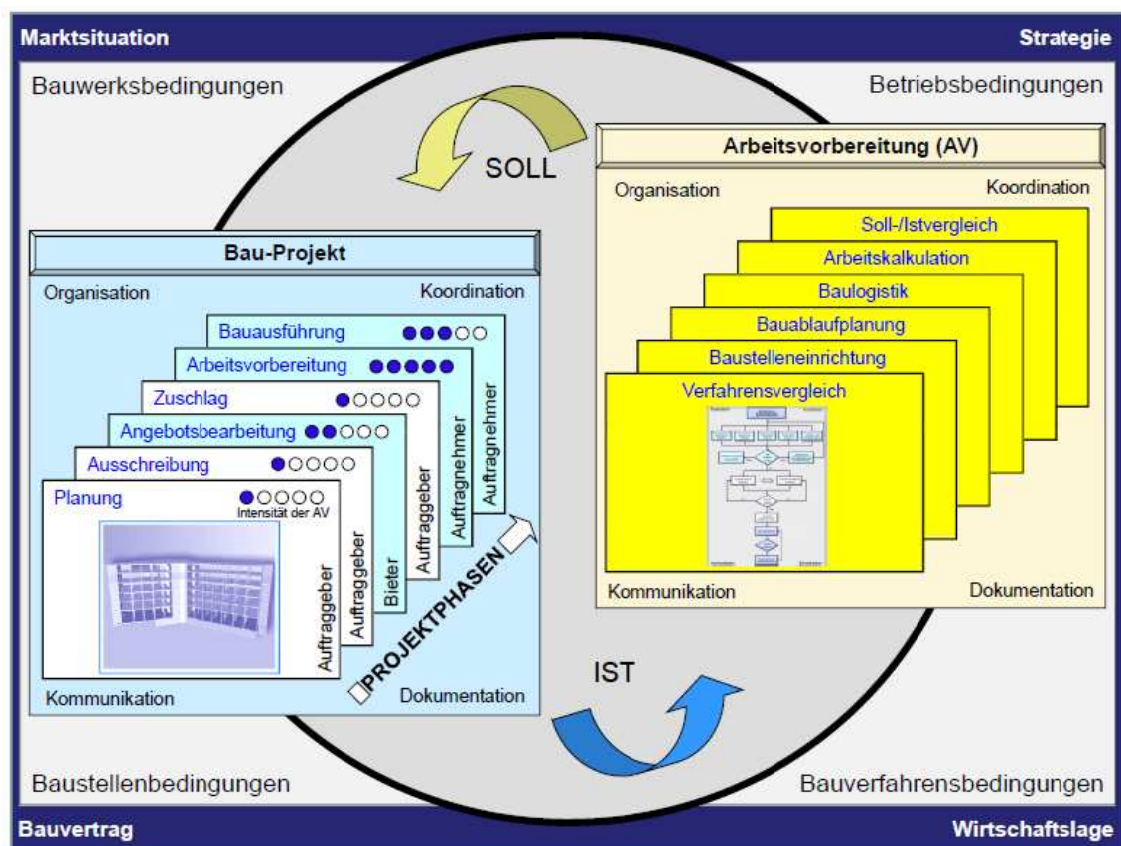 Marktsituation
Strategie
Bauwerksbedingungen
Betriebsbedingungen
SOLL
Arbeitsvorbereitung (AV)
Organisation
Koordination
Soll-/Istvergleich
Arbeitskalkulation
Baulogistik
Bauablaufplanung
Baustelleneinrichtung
Verfahrensvergleich
Kommunikation
Dokumentation
Bau-Projekt
Organisation
Koordination
Bauausführung
Arbeitsvorbereitung
Zuschlag
Angebotsbearbeitung
Ausschreibung
Planung
Intensität der AV
Auftraggeber
Auftraggeber
Bieter
Auftraggeber
Auftragnehmer
Auftragnehmer
PROJEKTPHASEN
Kommunikation
Dokumentation
IST
Baustellenbedingungen
Bauverfahrensbedingungen
Bauvertrag
Wirtschaftslage